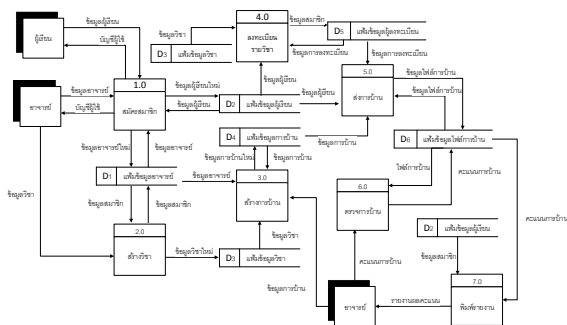 ผู้เรียน
ข้อมูลผู้เรียน
บัญชีผู้ใช้
ข้อมูลวิชา
D3 แฟ้มข้อมูลวิชา
4.0
ลงทะเบียน
รายวิชา
ข้อมูลสมาชิก
D5 แฟ้มข้อมูลผู้ลงทะเบียน
ข้อมูลการลงทะเบียน
ข้อมูลการลงทะเบียน
อาจารย์
ข้อมูลอาจารย์
บัญชีผู้ใช้
1.0
สมัครสมาชิก
ข้อมูลผู้เรียนใหม่
ข้อมูลผู้เรียน
ข้อมูลผู้เรียน
D2 แฟ้มข้อมูลผู้เรียน
ข้อมูลผู้เรียน
5.0
ส่งการบ้าน
ข้อมูลไฟล์การบ้าน
ข้อมูลไฟล์การบ้าน
D4 แฟ้มข้อมูลการบ้าน
ข้อมูลการบ้าน
D6 แฟ้มข้อมูลไฟล์การบ้าน
ข้อมูลอาจารย์ใหม่
ข้อมูลอาจารย์
ข้อมูลการบ้านใหม่
ข้อมูลการบ้าน
D1 แฟ้มข้อมูลอาจารย์
ข้อมูลอาจารย์
3.0
สร้างการบ้าน
ไฟล์การบ้าน
คะแนนการบ้าน
6.0
ตรวจการบ้าน
ข้อมูลวิชา
ข้อมูลสมาชิก
ข้อมูลสมาชิก
คะแนนการบ้าน
2.0
สร้างวิชา
ข้อมูลวิชาใหม่
ข้อมูลวิชา
D3 แฟ้มข้อมูลวิชา
D2 แฟ้มข้อมูลผู้เรียน
ข้อมูลการบ้าน
คะแนนการบ้าน
ข้อมูลสมาชิก
อาจารย์
รายงานผลคะแนน
7.0
พิมพ์รายงาน